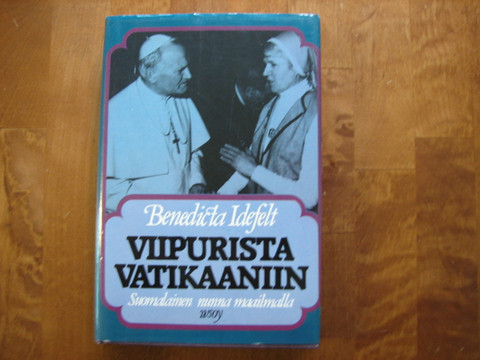 Benedicta Idefelt
VIIPURISTA
VATIKAANIIN
Suomalainen nunna maailmalla
WSOY